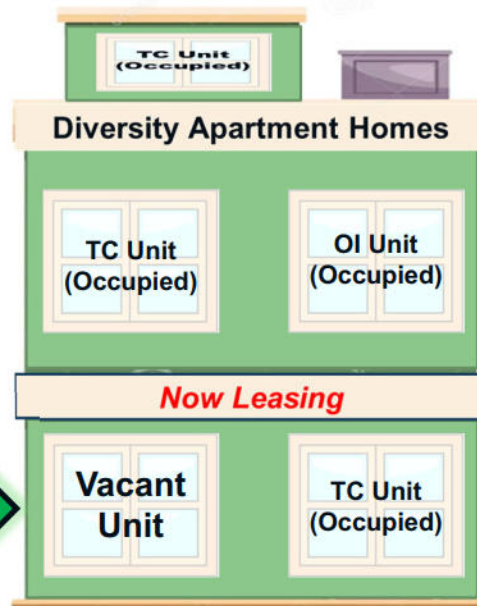 TC Unit
(Occupied)
Diversity Apartment Homes
TC Unit
(Occupied)
OI Unit
(Occupied)
Now Leasing
Vacant
Unit
TC Unit
(Occupied)